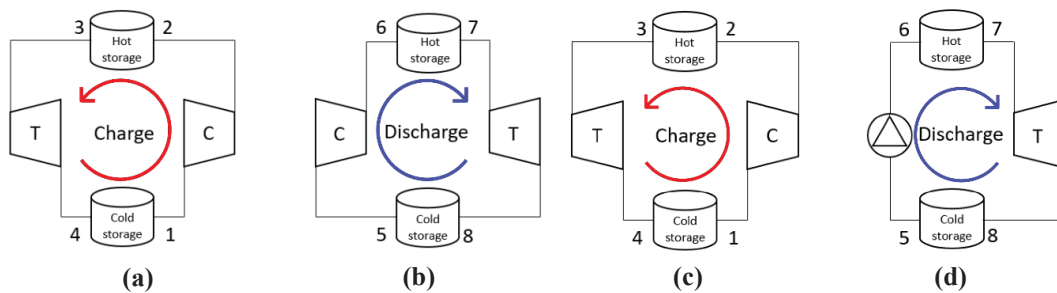 3 2
Hot
storage
T Charge C
Cold
storage
4 1
(a)
6 7
Hot
storage
C Discharge T
Cold
storage
5 8
(b)
3 2
Hot
storage
T Charge C
Cold
storage
4 1
(c)
6 7
Hot
storage
Discharge T
Cold
storage
5 8
(d)